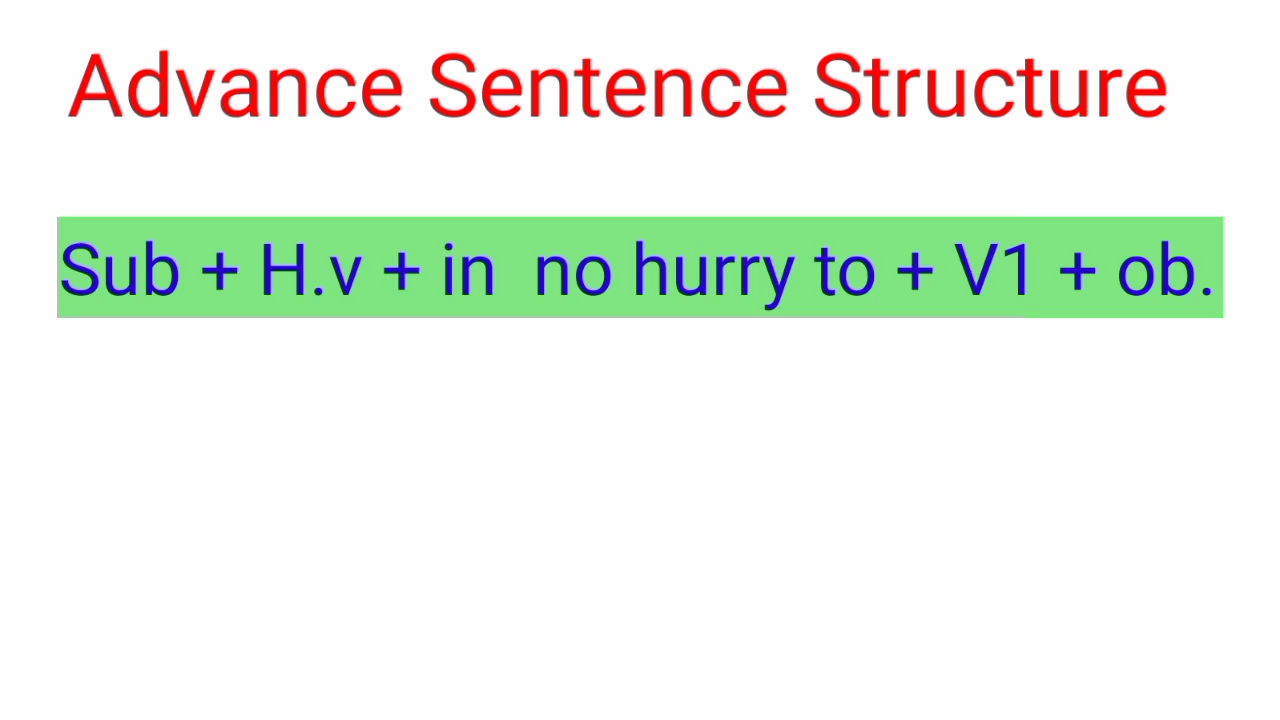 Advance Sentence Structure
Sub + H.v + in no hurry to + V1 + ob.